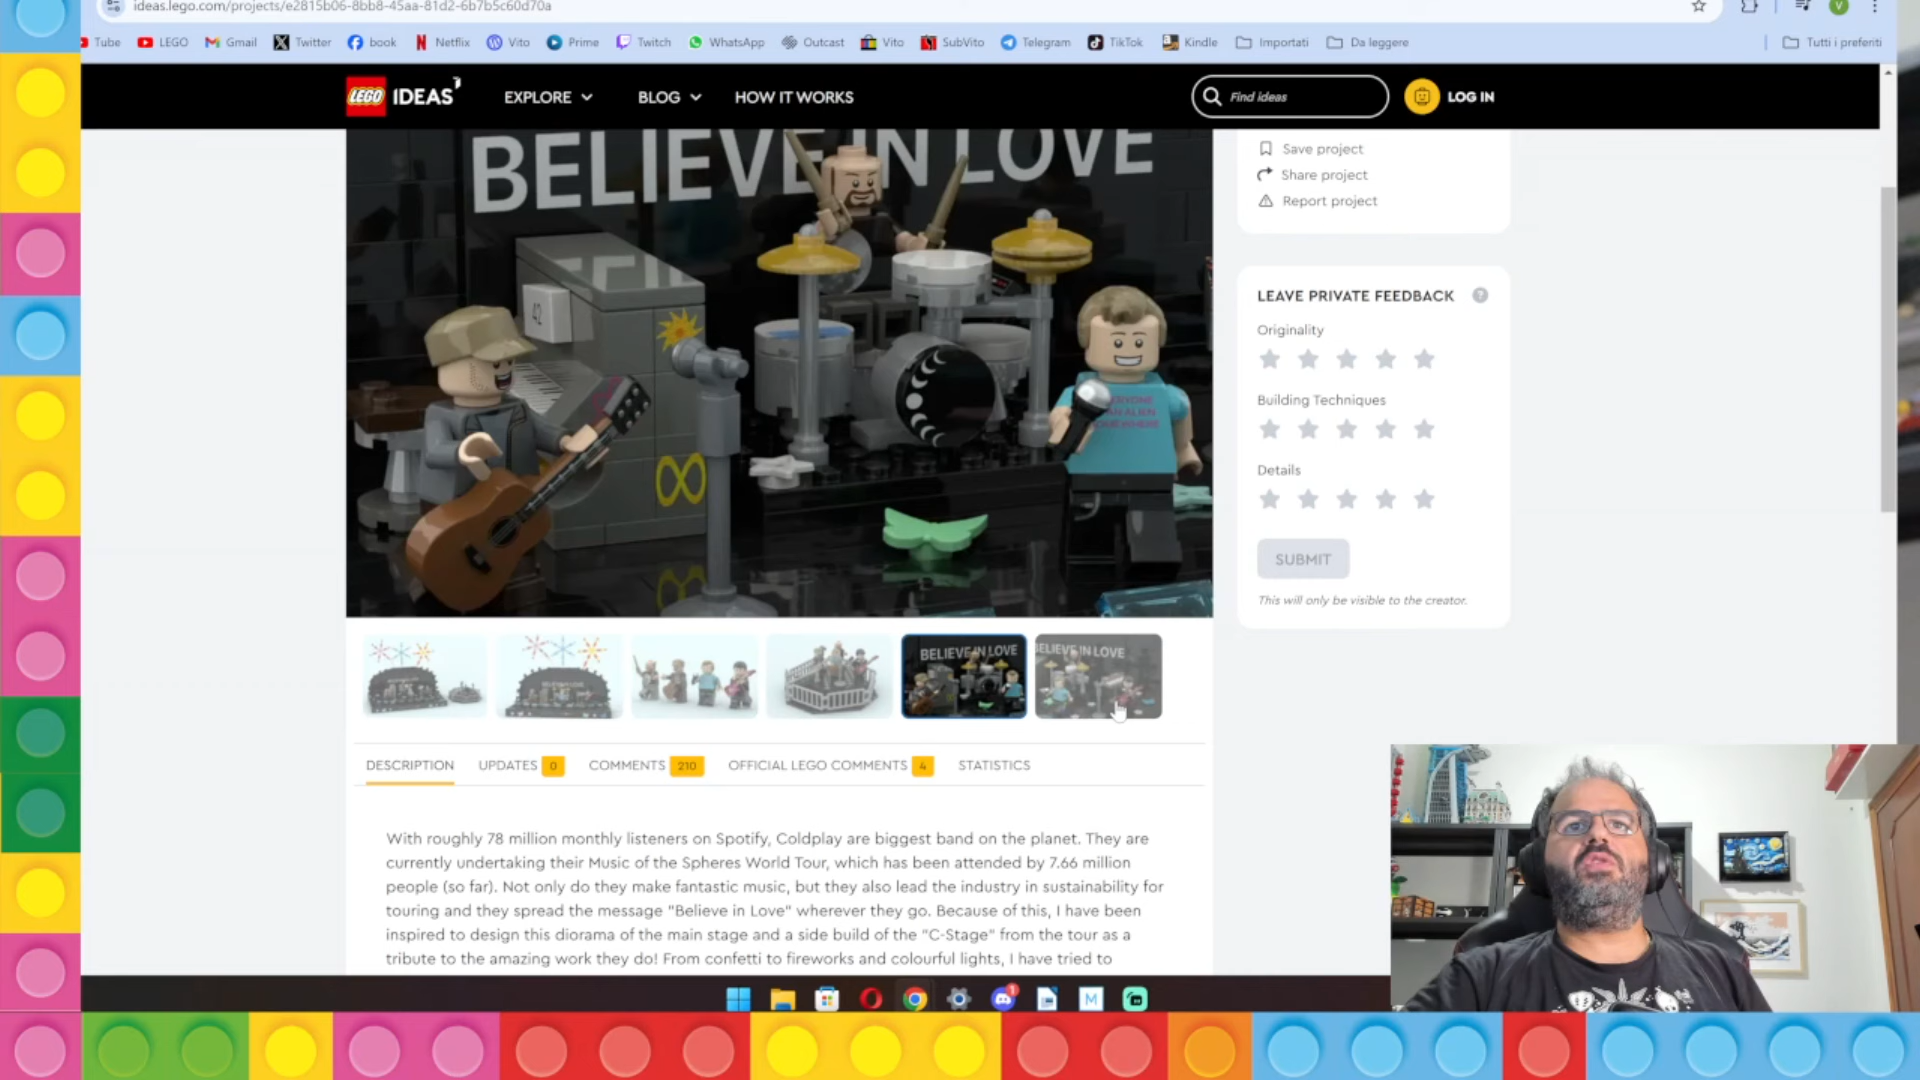 ideas.lego.com/projects/e2815b06-8bb8-45aa-81d2-6b7b5c60d70a
V
Tube
LEGO
Gmail
Twitter
book
Netflix
Vito
Prime
Twitch
WhatsApp
Outcast
Vito
SubVito
Telegram
TikTok
Kindle
Importati
Da leggere
Tutti i preferiti
LEGO IDEAS
EXPLORE
BLOG
HOW IT WORKS
Find ideas
LOG IN
BELIEVE IN LOVE
42
EVERYONE
AN ALIEN
SOMEWHERE
Save project
Share project
Report project
LEAVE PRIVATE FEEDBACK ?
Originality
Building Techniques
Details
SUBMIT
This will only be visible to the creator.
BELIEVE IN LOVE
BELIEVE IN LOVE
DESCRIPTION
UPDATES 0
COMMENTS 210
OFFICIAL LEGO COMMENTS 4
STATISTICS
With roughly 78 million monthly listeners on Spotify, Coldplay are biggest band on the planet. They are
currently undertaking their Music of the Spheres World Tour, which has been attended by 7.66 million
people (so far). Not only do they make fantastic music, but they also lead the industry in sustainability for
touring and they spread the message "Believe in Love" wherever they go. Because of this, I have been
inspired to design this diorama of the main stage and a side build of the "C-Stage" from the tour as a
tribute to the amazing work they do! From confetti to fireworks and colourful lights, I have tried to
1
M